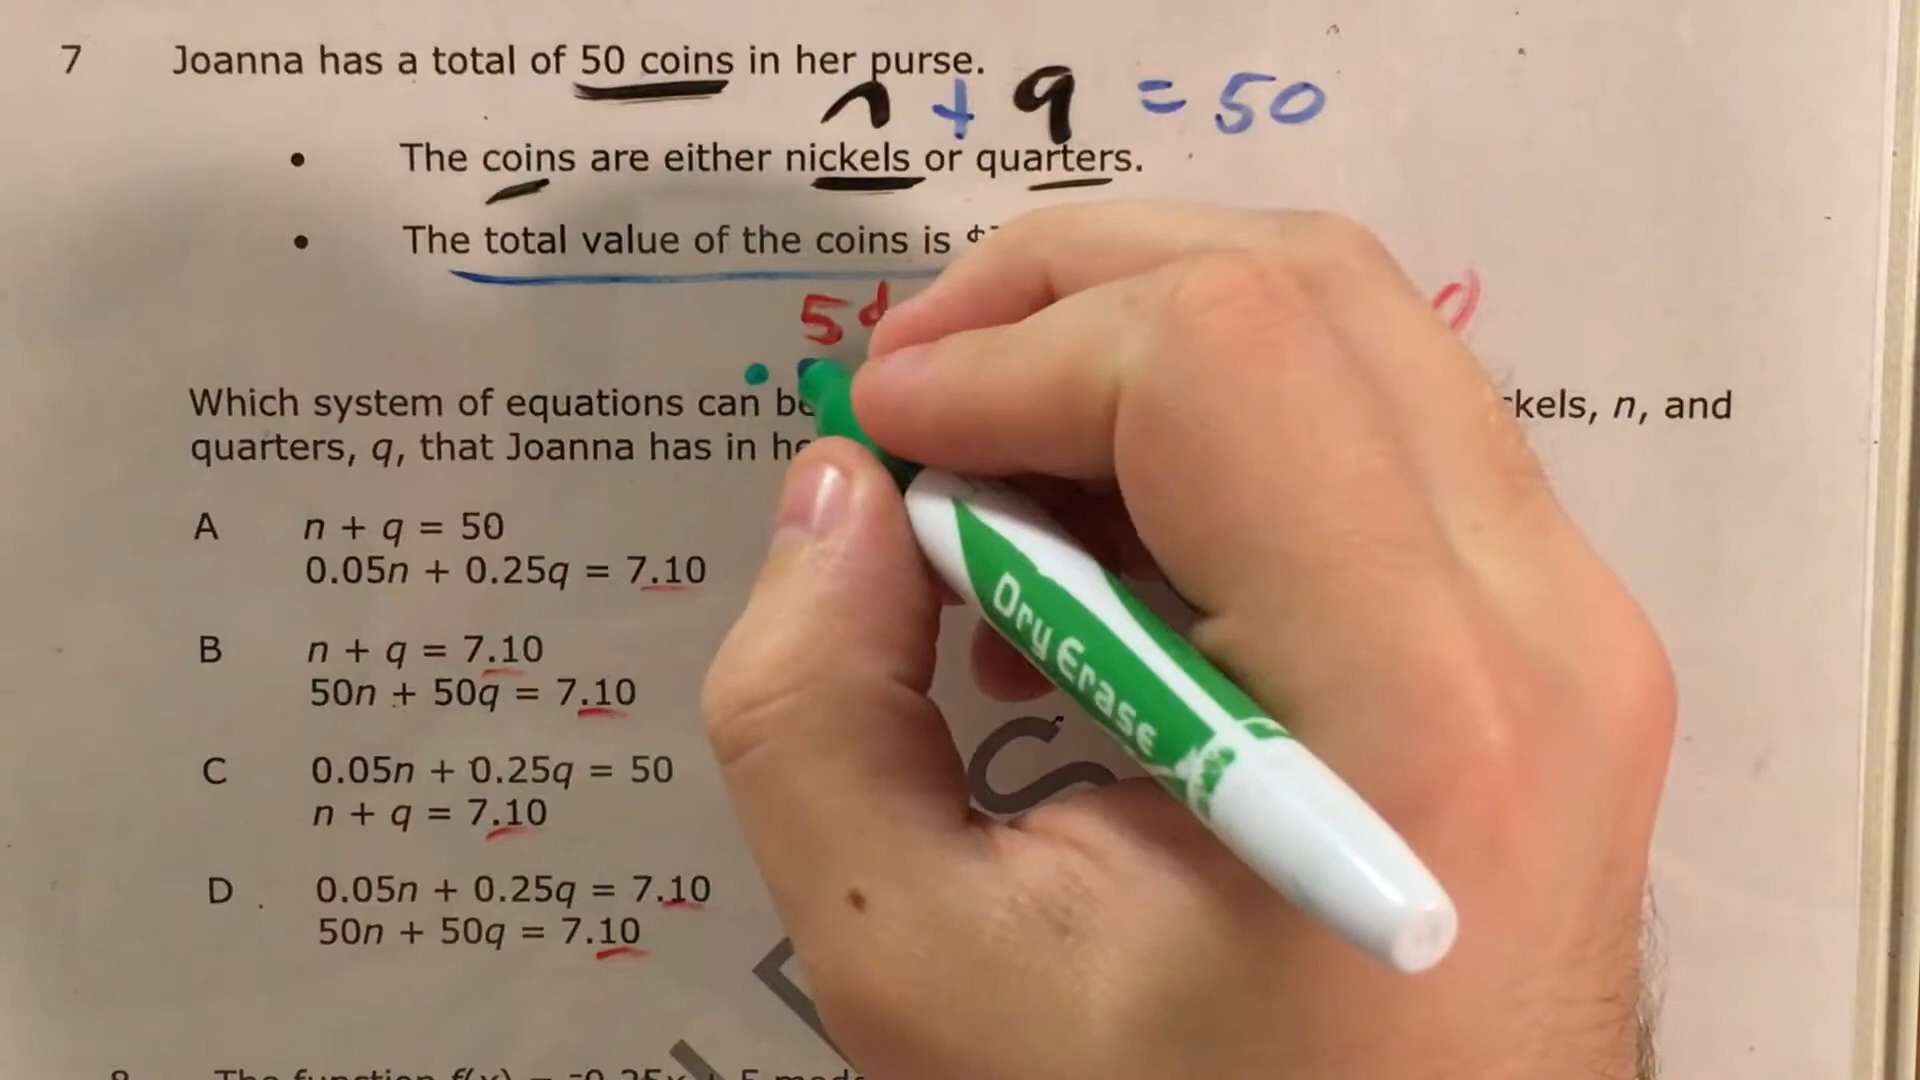 7 Joanna has a total of 50 coins in her purse.
n + q = 50
• The coins are either nickels or quarters.
• The total value of the coins is
5
Which system of equations can n, and
quarters, q, that Joanna has in
A n + q = 50
0.05n + 0.25q = 7.10
B n + q = 7.10
50n + 50q = 7.10
C 0.05n + 0.25q = 50
n + q = 7.10
D 0.05n + 0.25q = 7.10
50n + 50q = 7.10
Dry Erase
S
The function